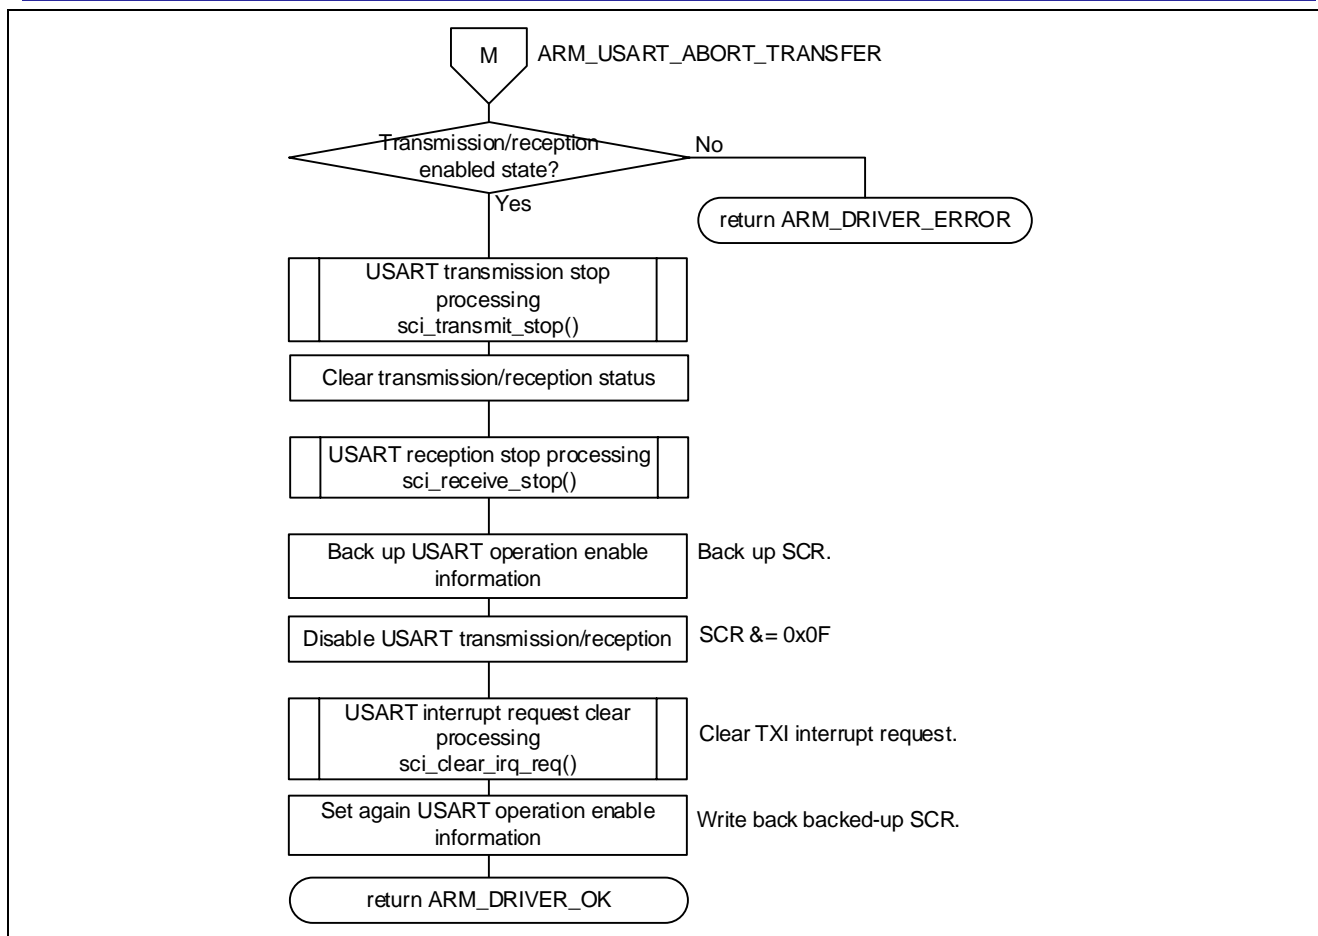 M
ARM_USART_ABORT_TRANSFER
Transmission/reception
enabled state?
No
Yes
return ARM_DRIVER_ERROR
USART transmission stop
processing
sci_transmit_stop()
Clear transmission/reception status
USART reception stop processing
sci_receive_stop()
Back up USART operation enable
information
Back up SCR.
Disable USART transmission/reception
SCR &= 0x0F
USART interrupt request clear
processing
sci_clear_irq_req()
Clear TXI interrupt request.
Set again USART operation enable
information
Write back backed-up SCR.
return ARM_DRIVER_OK